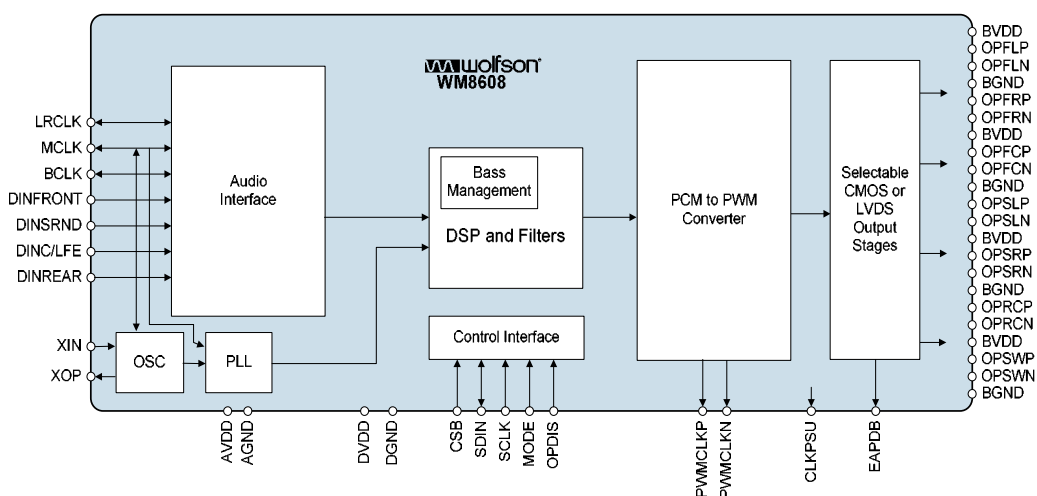 wolfson
WM8608
LRCLK
MCLK
BCLK
DINFRONT
DINSRND
DINC/LFE
DINREAR
XIN
XOP
Audio
Interface
OSC
PLL
Bass
Management
DSP and Filters
Control Interface
PCM to PWM
Converter
Selectable
CMOS or
LVDS
Output
Stages
BVDD
OPFLP
OPFLN
BGND
OPFRP
OPFRN
BVDD
OPFCP
OPFCN
BGND
OPSLP
OPSLN
BVDD
OPSRP
OPSRN
BGND
OPRCP
OPRCN
BVDD
OPSWP
OPSWN
BGND
AVDD
AGND
DVDD
DGND
CSB
SDIN
SCLK
MODE
OPDIS
PWMCLKP
PWMCLKN
CLKPSU
EAPDB